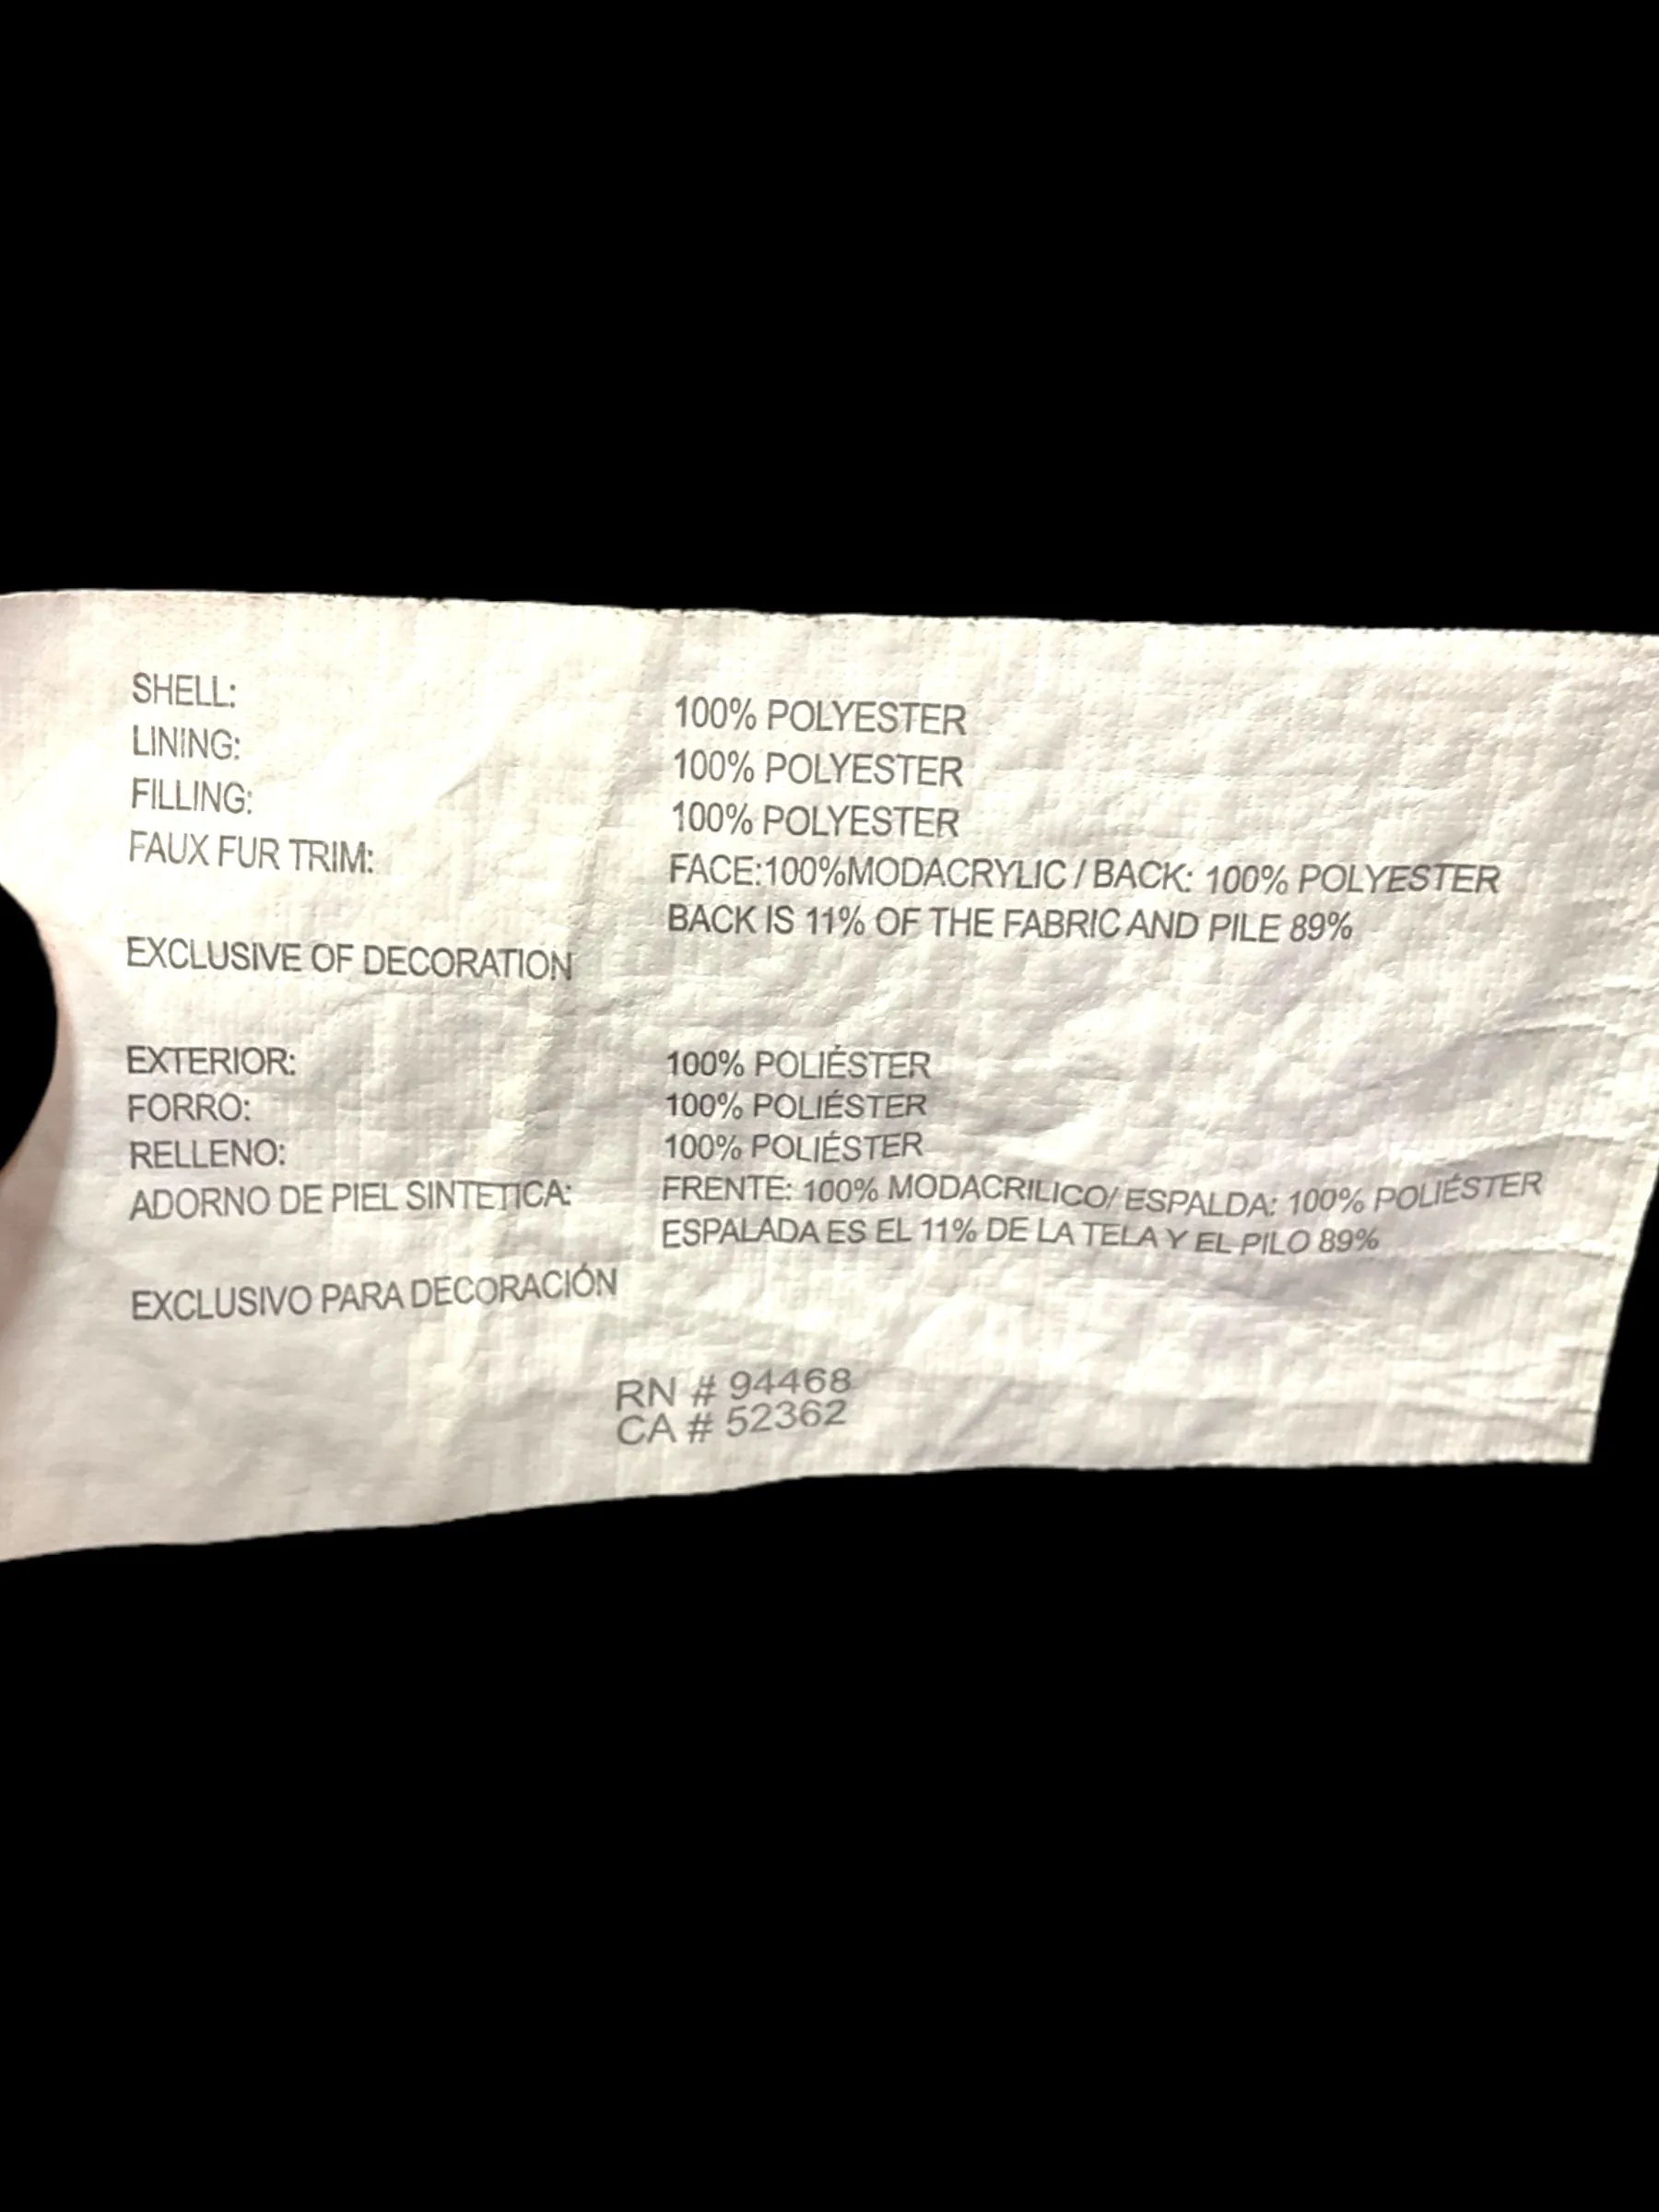 SHELL: 100% POLYESTER
LINING: 100% POLYESTER
FILLING: 100% POLYESTER
FAUX FUR TRIM: FACE:100%MODACRYLIC / BACK: 100% POLYESTER
BACK IS 11% OF THE FABRIC AND PILE 89%
EXCLUSIVE OF DECORATION
EXTERIOR: 100% POLIÉSTER
FORRO: 100% POLIÉSTER
RELLENO: 100% POLIÉSTER
ADORNO DE PIEL SINTETICA: FRENTE: 100% MODACRILICO/ ESPALDA: 100% POLIÉSTER
ESPALADA ES EL 11% DE LA TELA Y EL PILO 89%
EXCLUSIVO PARA DECORACIÓN
RN # 94468
CA # 52362